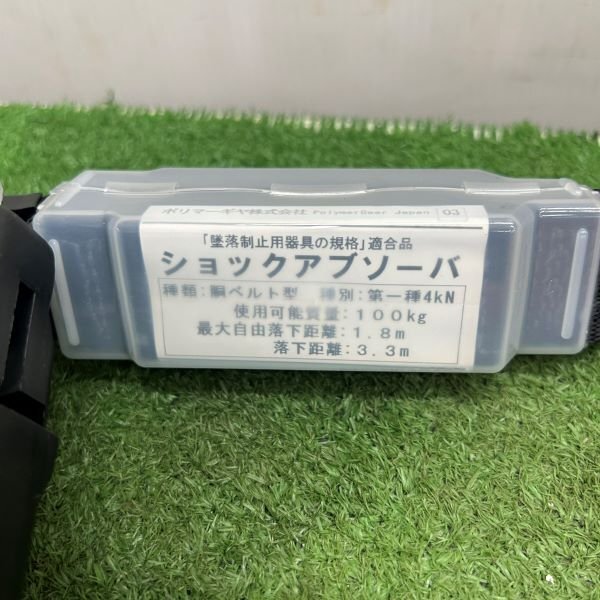 ポリマーギヤ株式会社 PolymerGear Japan 03
「墜落制止用器具の規格」適合品
ショックアブソーバ
種類:胴ベルト型 種別:第一種4kN
使用可能質量:100kg
最大自由落下距離:1.8m
落下距離:3.3m